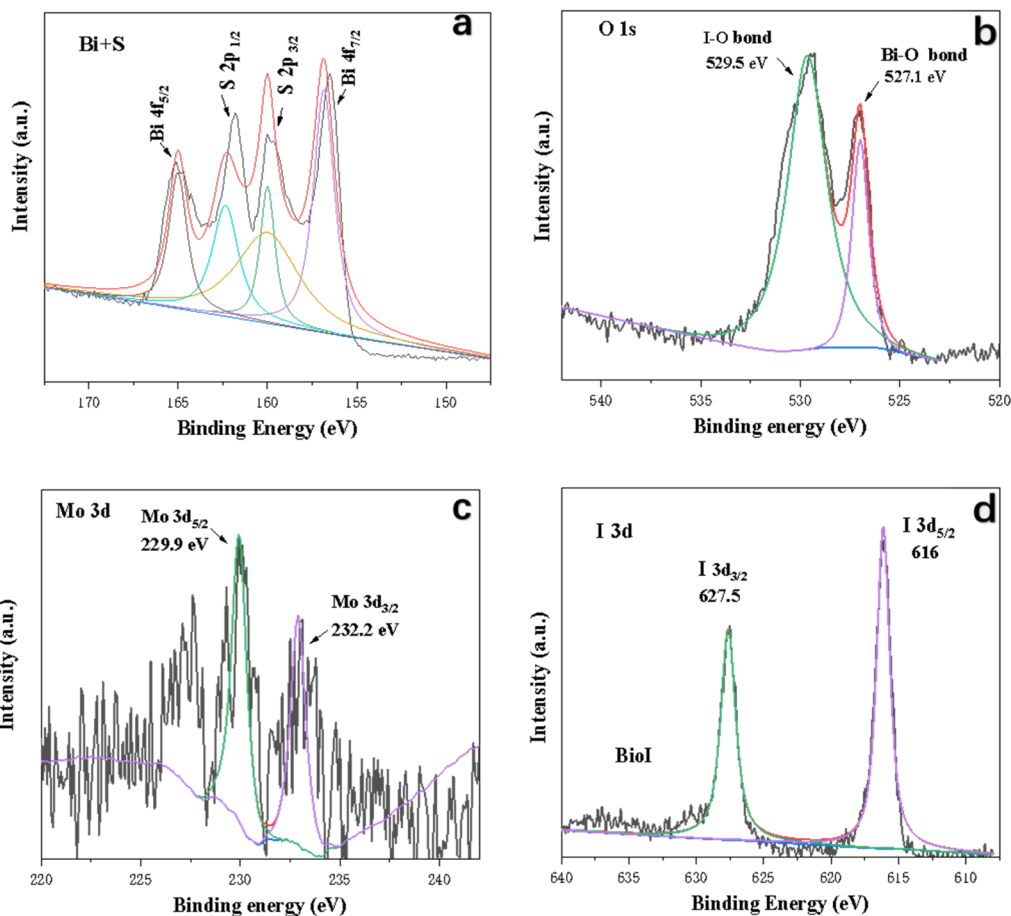 a
Bi+S
Bi 4f5/2
S 2p 1/2
S 2p 3/2
Bi 4f7/2
Intensity (a.u.)
170 165 160 155 150
Binding Energy (eV)
b
O 1s
I-O bond
529.5 eV
Bi-O bond
527.1 eV
Intensity (a.u.)
540 535 530 525 520
Binding energy (eV)
c
Mo 3d
Mo 3d5/2
229.9 eV
Mo 3d3/2
232.2 eV
Intensity (a.u.)
220 225 230 235 240
Binding energy (eV)
d
I 3d
I 3d5/2
616
I 3d3/2
627.5
BioI
Intensity (a.u.)
640 635 630 625 620 615 610
Binding Energy (eV)